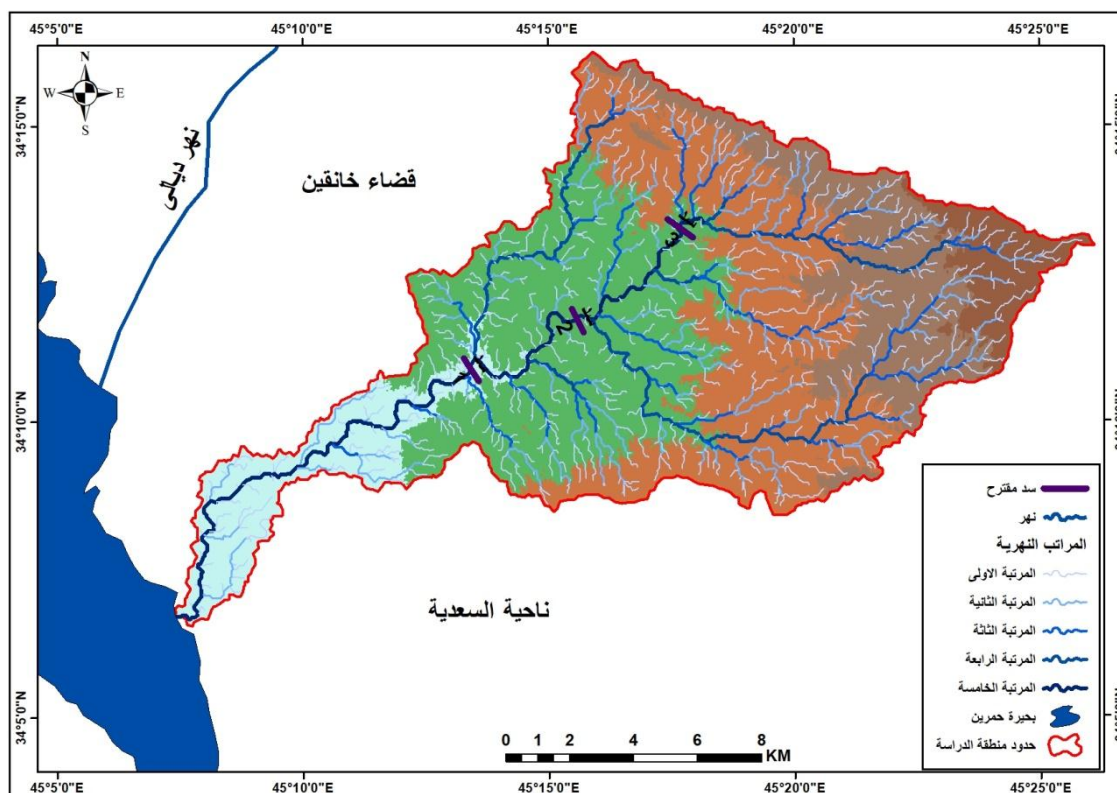 45°5'0"E 45°10'0"E 45°15'0"E 45°20'0"E 45°25'0"E
N
W E
S
34°15'0"N
نهر ديالى
قضاء خانقين
34°10'0"N
ناحية السعدية
34°5'0"N
سد مقترح
نهر
المراتب النهرية
المرتبة الاولى
المرتبة الثانية
المرتبة الثاثة
المرتبة الرابعة
المرتبة الخامسة
بحيرة حمرين
حدود منطقة الدراسة
0 1 2 4 6 8
KM
45°5'0"E 45°10'0"E 45°15'0"E 45°20'0"E 45°25'0"E